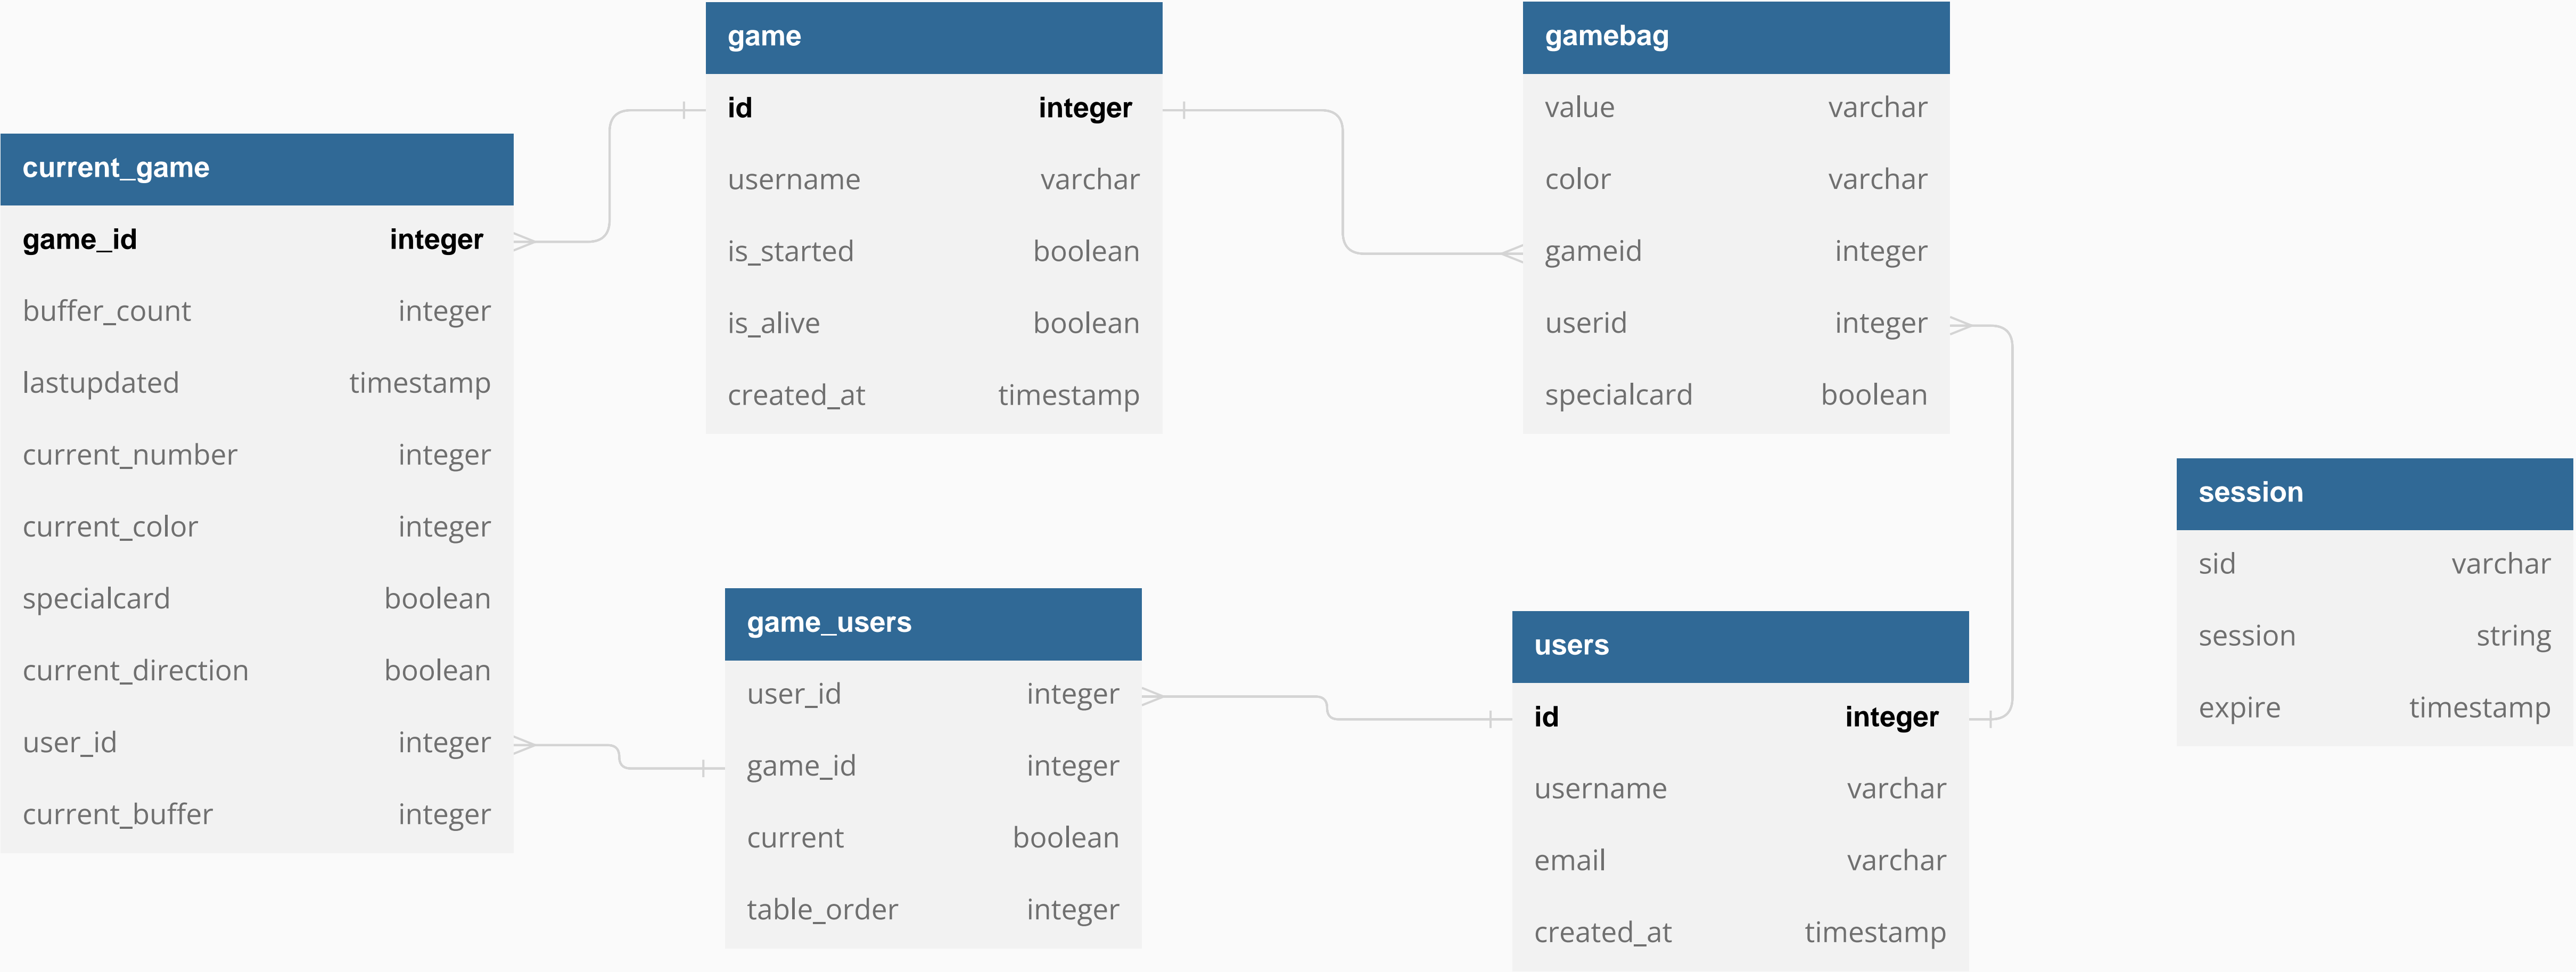 current_game
game_id integer
buffer_count integer
lastupdated timestamp
current_number integer
current_color integer
specialcard boolean
current_direction boolean
user_id integer
current_buffer integer
game
id integer
username varchar
is_started boolean
is_alive boolean
created_at timestamp
gamebag
value varchar
color varchar
gameid integer
userid integer
specialcard boolean
game_users
user_id integer
game_id integer
current boolean
table_order integer
users
id integer
username varchar
email varchar
created_at timestamp
session
sid varchar
session string
expire timestamp